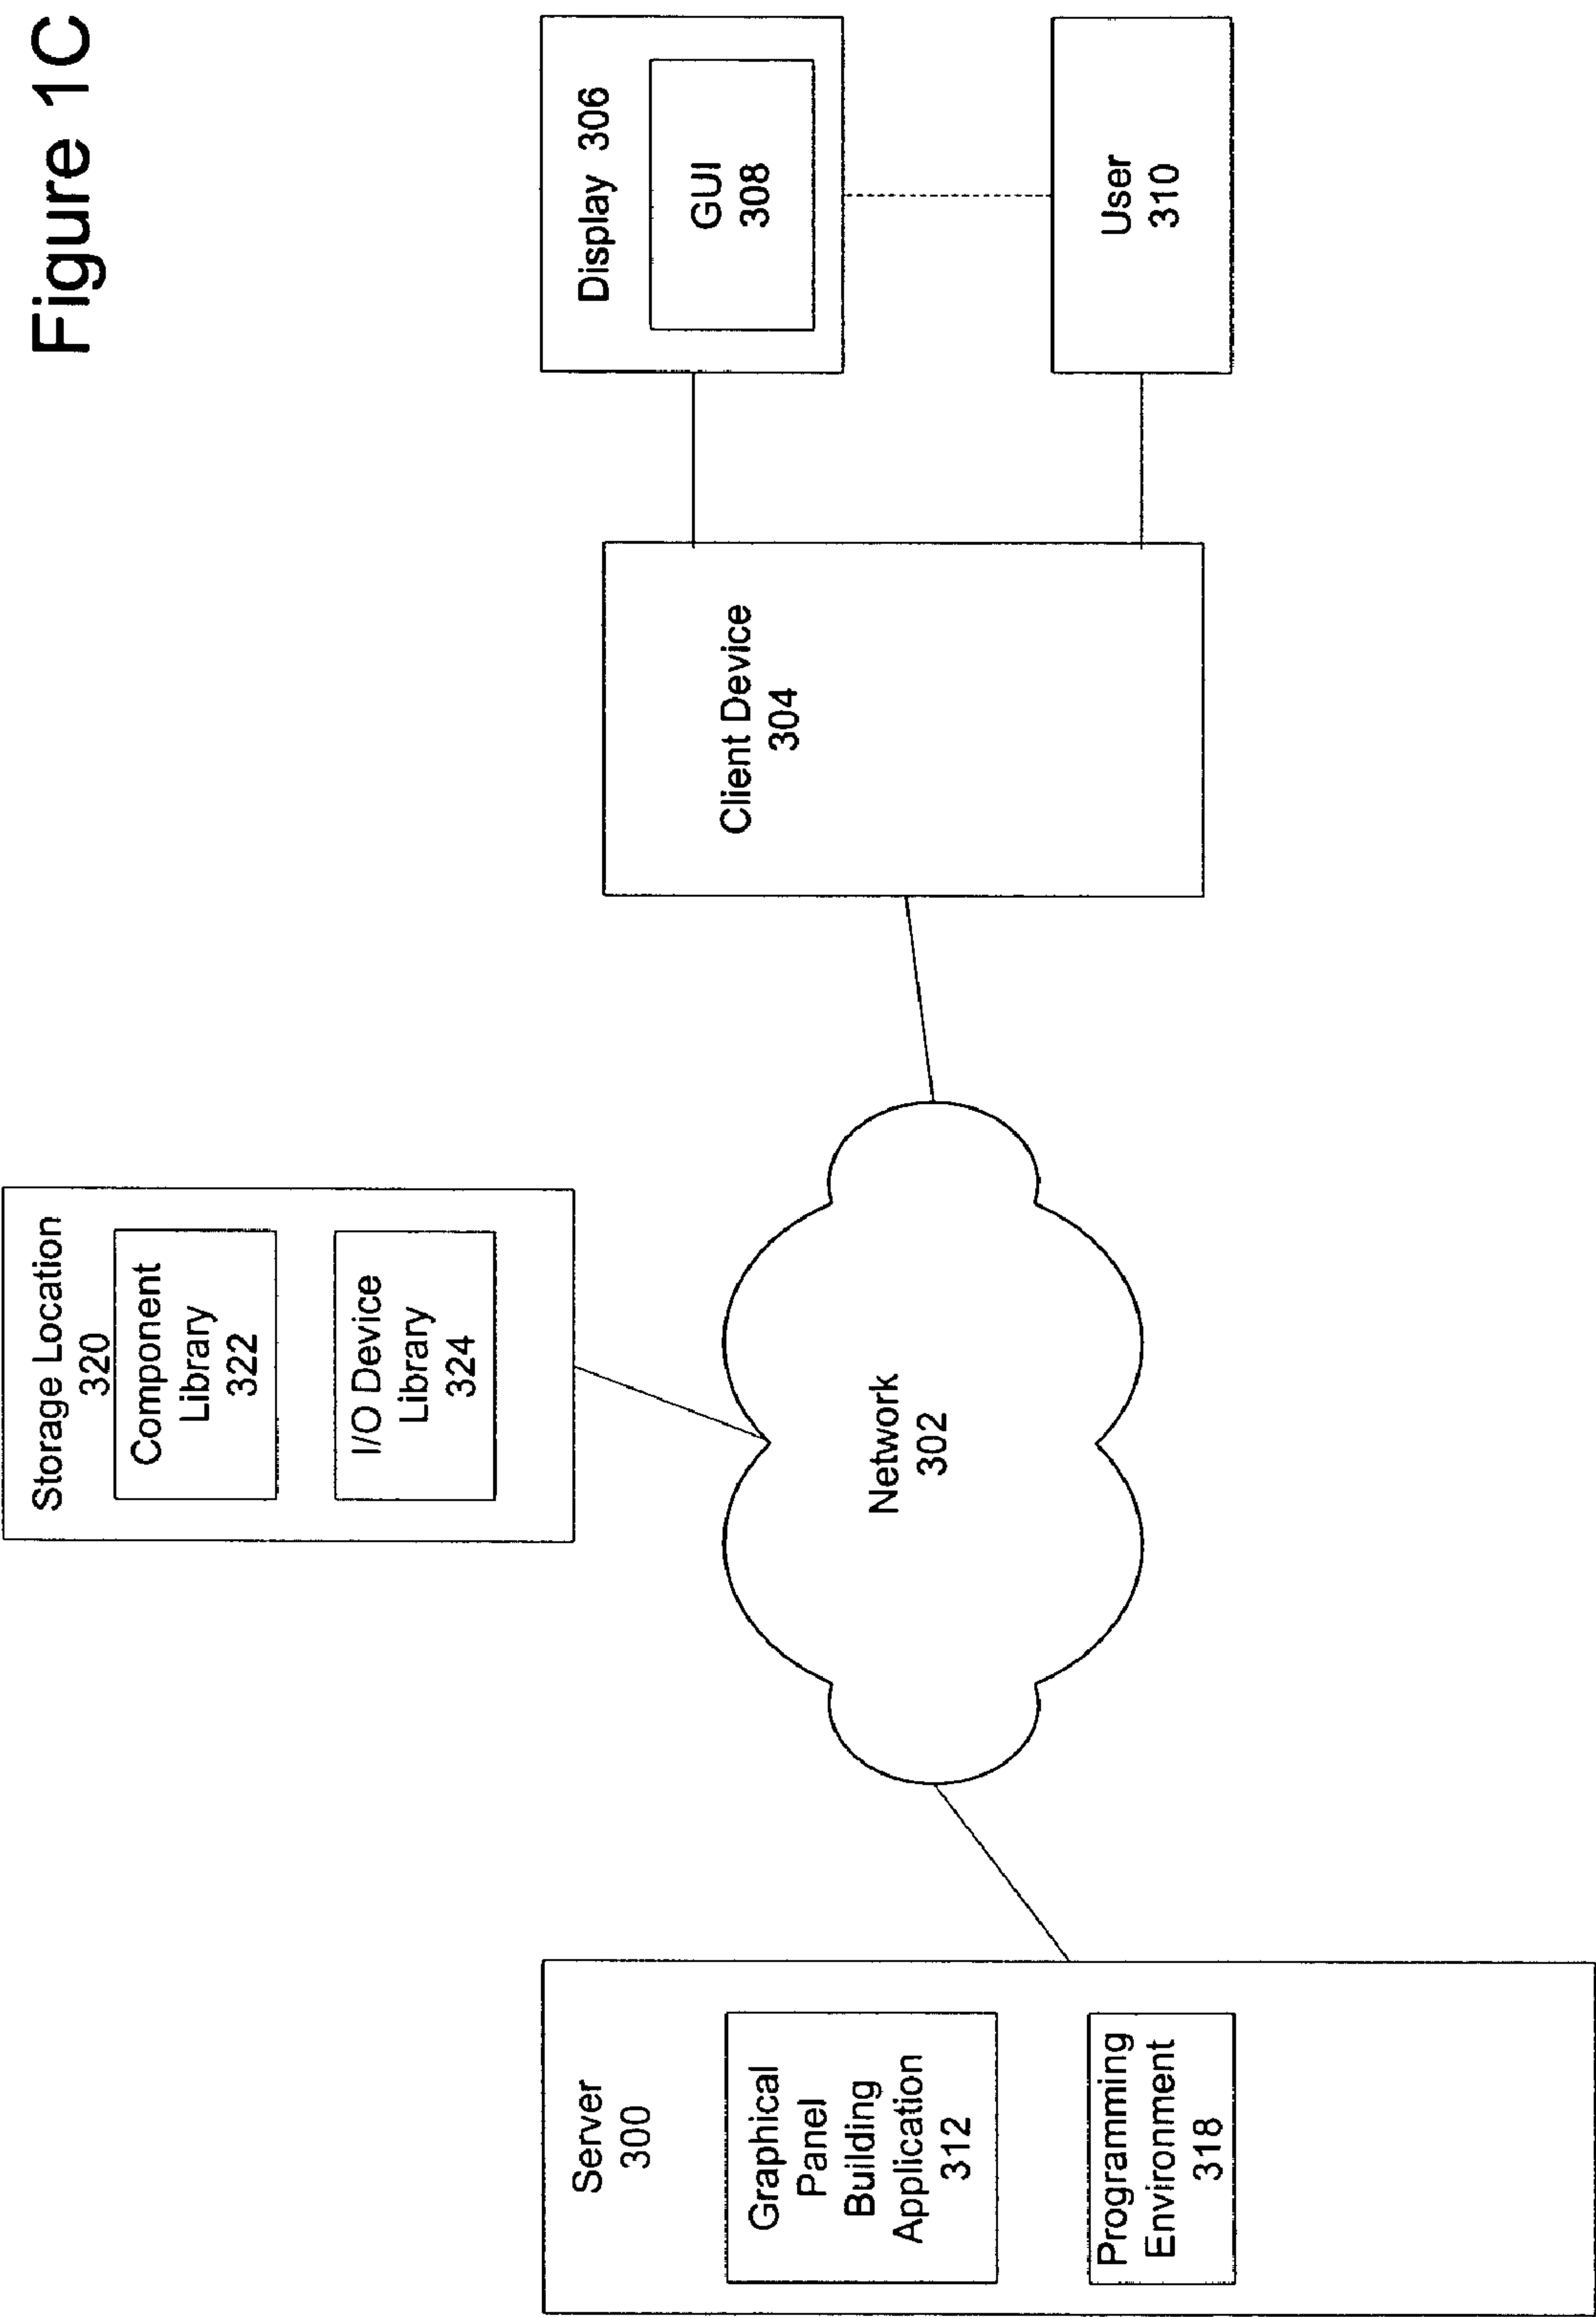 Figure 1C
Storage Location
320
Component
Library
322
I/O Device
Library
324
Server
300
Graphical
Panel
Building
Application
312
Programming
Environment
318
Network
302
Client Device
304
Display 306
GUI
308
User
310